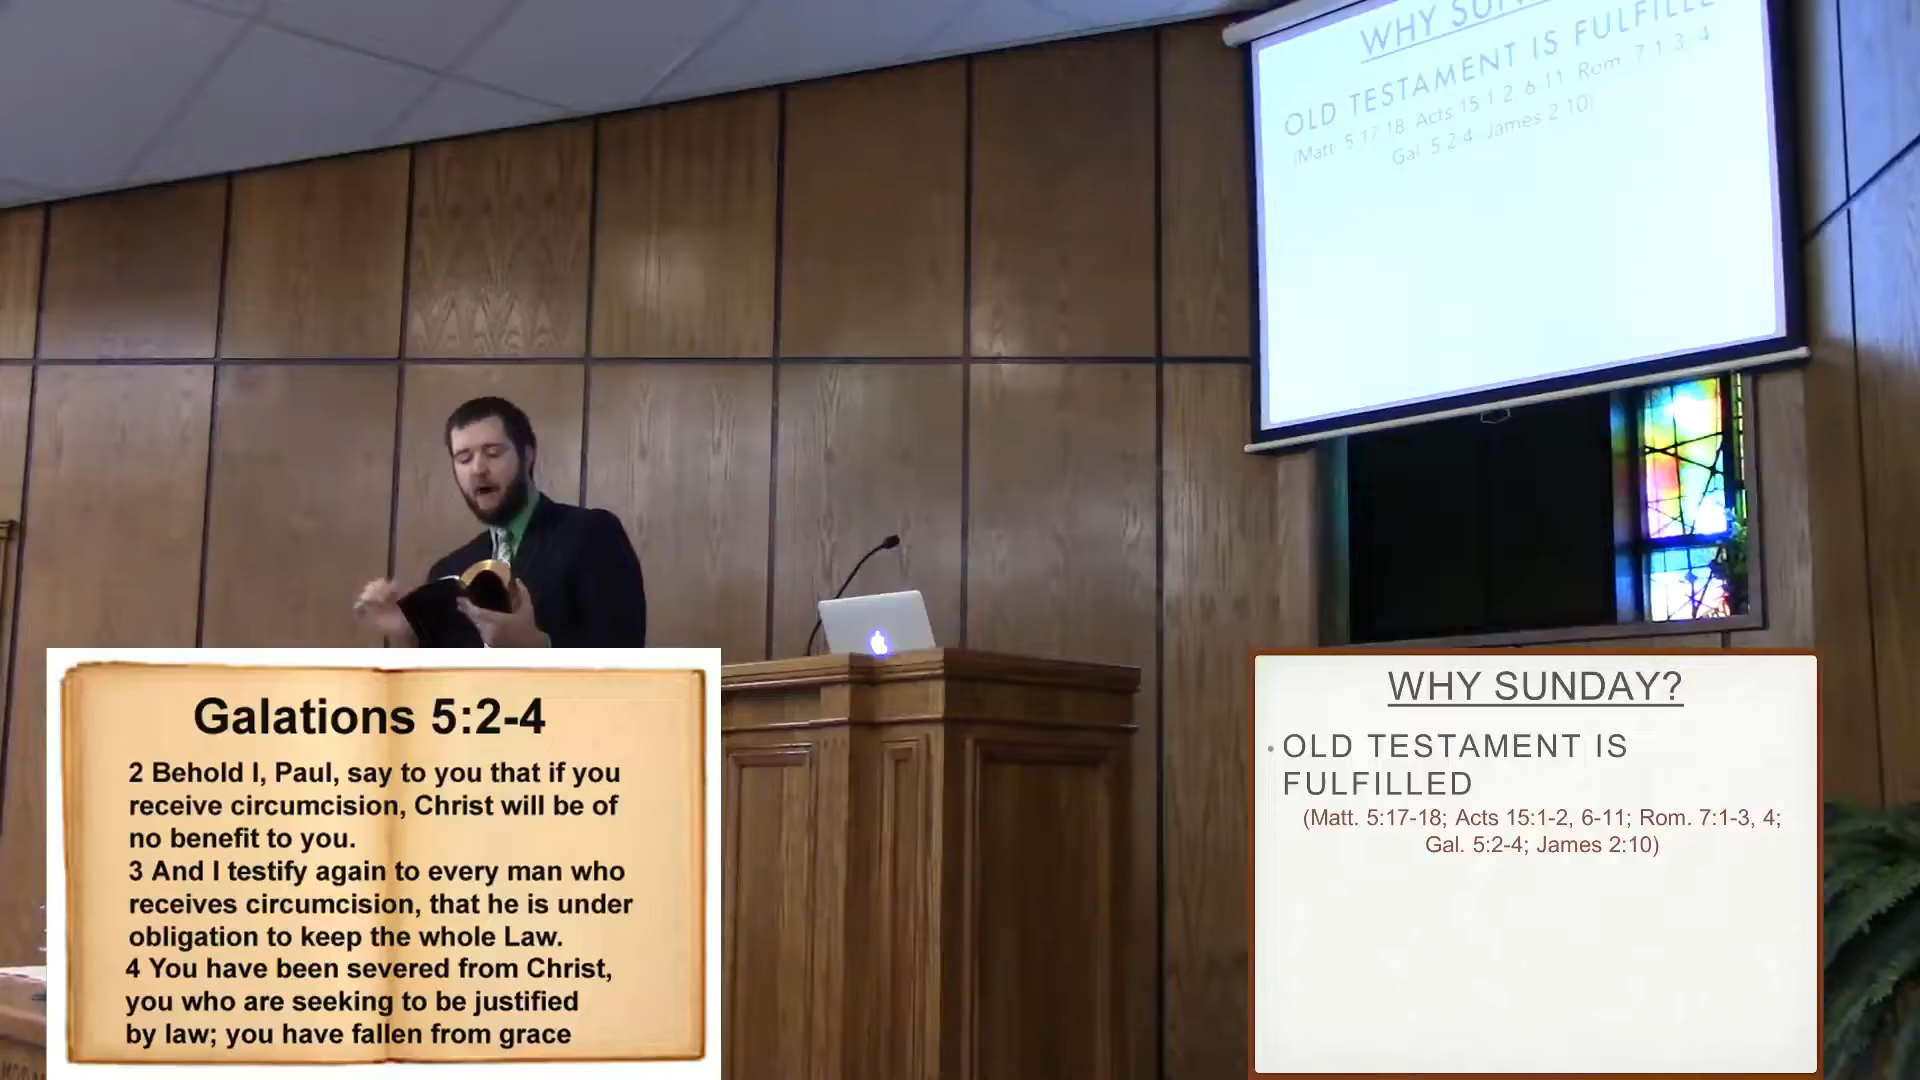 WHY SUN
OLD TESTAMENT IS FULFILLE
(Matt. 5:17-18 Acts 15:1-2 6-11 Rom. 7:1-3 4
Gal. 5:2-4 James 2:10)
Galations 5:2-4
2 Behold I, Paul, say to you that if you
receive circumcision, Christ will be of
no benefit to you.
3 And I testify again to every man who
receives circumcision, that he is under
obligation to keep the whole Law.
4 You have been severed from Christ,
you who are seeking to be justified
by law; you have fallen from grace
WHY SUNDAY?
• OLD TESTAMENT IS
FULFILLED
(Matt. 5:17-18; Acts 15:1-2, 6-11; Rom. 7:1-3, 4;
Gal. 5:2-4; James 2:10)